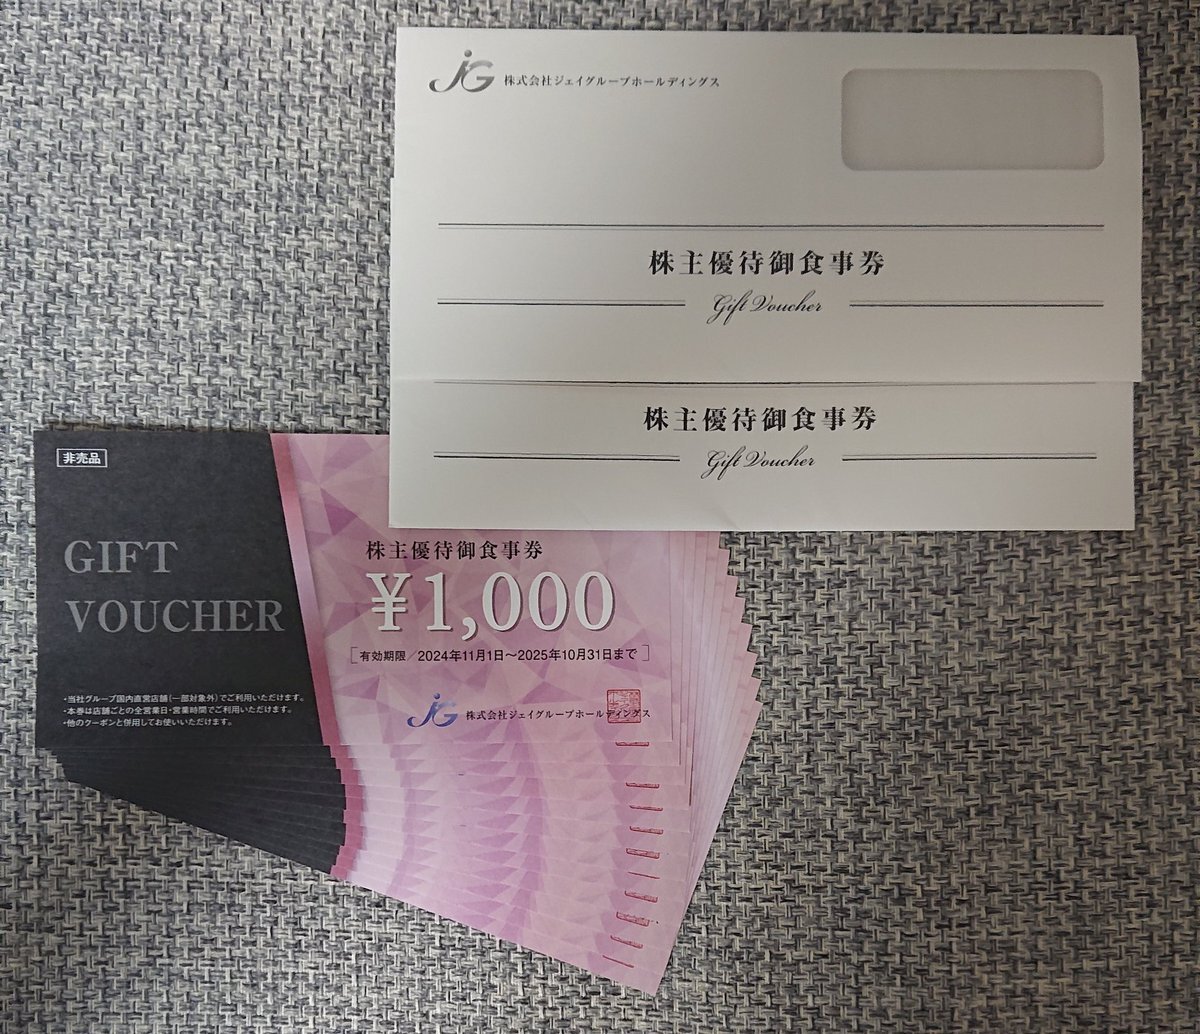 JG 株式会社ジェイグループホールディングス
株主優待御食事券
Gift Voucher
株主優待御食事券
Gift Voucher
非売品
GIFT
VOUCHER
株主優待御食事券
¥1,000
[有効期限/2024年11月1日～2025年10月31日まで]
・当社グループ国内直営店舗(一部対象外)でご利用いただけます。
・本券は店舗ごとの全営業日・営業時間でご利用いただけます。
・他のクーポンと併用してお使いいただけます。
JG 株式会社ジェイグループホールディングス